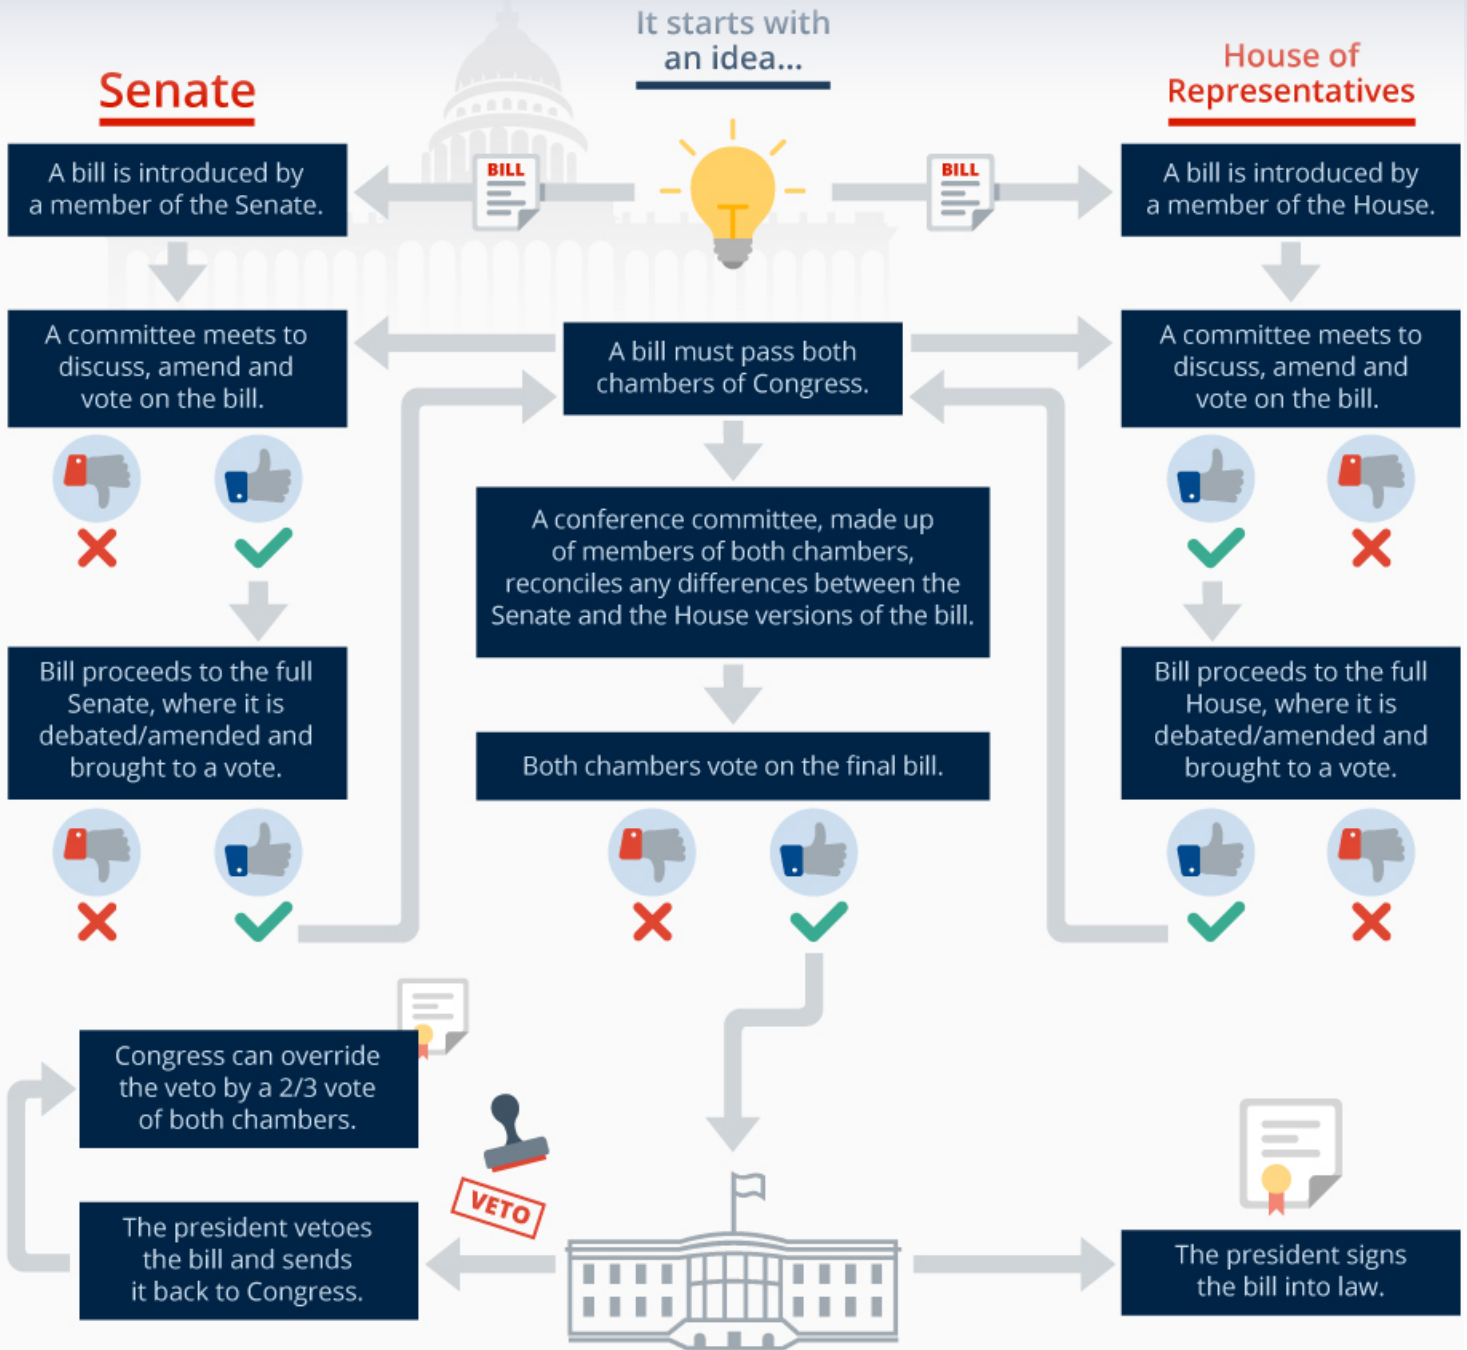 It starts with
an idea...
Senate
House of
Representatives
BILL
BILL
A bill is introduced by
a member of the Senate.
A bill is introduced by
a member of the House.
A committee meets to
discuss, amend and
vote on the bill.
A bill must pass both
chambers of Congress.
A committee meets to
discuss, amend and
vote on the bill.
A conference committee, made up
of members of both chambers,
reconciles any differences between the
Senate and the House versions of the bill.
Bill proceeds to the full
Senate, where it is
debated/amended and
brought to a vote.
Both chambers vote on the final bill.
Bill proceeds to the full
House, where it is
debated/amended and
brought to a vote.
Congress can override
the veto by a 2/3 vote
of both chambers.
VETO
The president vetoes
the bill and sends
it back to Congress.
The president signs
the bill into law.